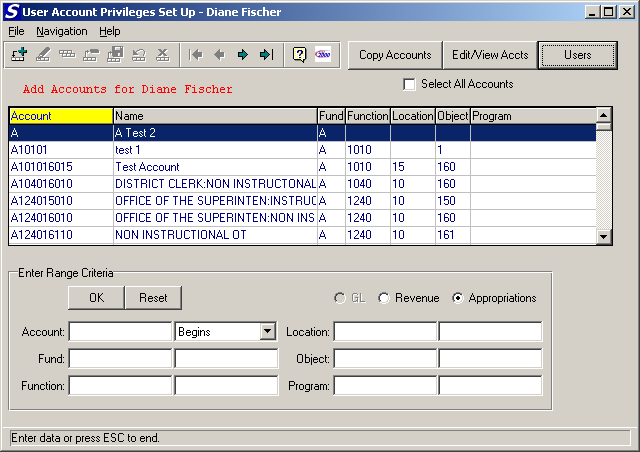 User Account Privileges Set Up - Diane Fischer
File Navigation Help
2000 Copy Accounts Edit/View Accts Users
Add Accounts for Diane Fischer Select All Accounts
Account Name Fund Function Location Object Program
A A Test 2 A
A10101 test 1 A 1010 1
A101016015 Test Account A 1010 15 160
A104016010 DISTRICT CLERK:NON INSTRUCTONAL A 1040 10 160
A124015010 OFFICE OF THE SUPERINTEN:INSTRUC A 1240 10 150
A124016010 OFFICE OF THE SUPERINTEN:NON INS A 1240 10 160
A124016110 NON INSTRUCTIONAL OT A 1240 10 161
Enter Range Criteria
OK Reset GL Revenue Appropriations
Account: Begins Location:
Fund: Object:
Function: Program:
Enter data or press ESC to end.